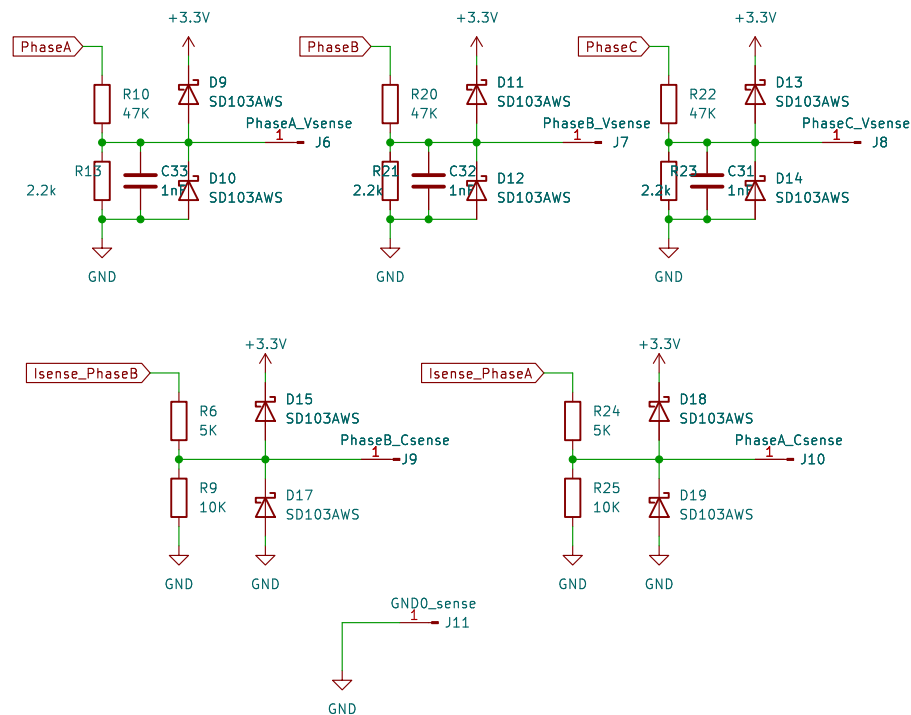 +3.3V
+3.3V
+3.3V
PhaseA
PhaseB
PhaseC
D9
SD103AWS
D11
SD103AWS
D13
SD103AWS
R10
47K
R20
47K
R22
47K
PhaseA_Vsense
1
J6
PhaseB_Vsense
1
J7
PhaseC_Vsense
1
J8
R13
2.2k
C33
1nF
D10
SD103AWS
R21
2.2k
C32
1nF
D12
SD103AWS
R23
2.2k
C31
1nF
D14
SD103AWS
GND
GND
GND
+3.3V
+3.3V
Isense_PhaseB
Isense_PhaseA
D15
SD103AWS
D18
SD103AWS
R6
5K
R24
5K
PhaseB_Csense
1
J9
PhaseA_Csense
1
J10
R9
10K
D17
SD103AWS
R25
10K
D19
SD103AWS
GND
GND
GND
GND
GND0_sense
1
J11
GND